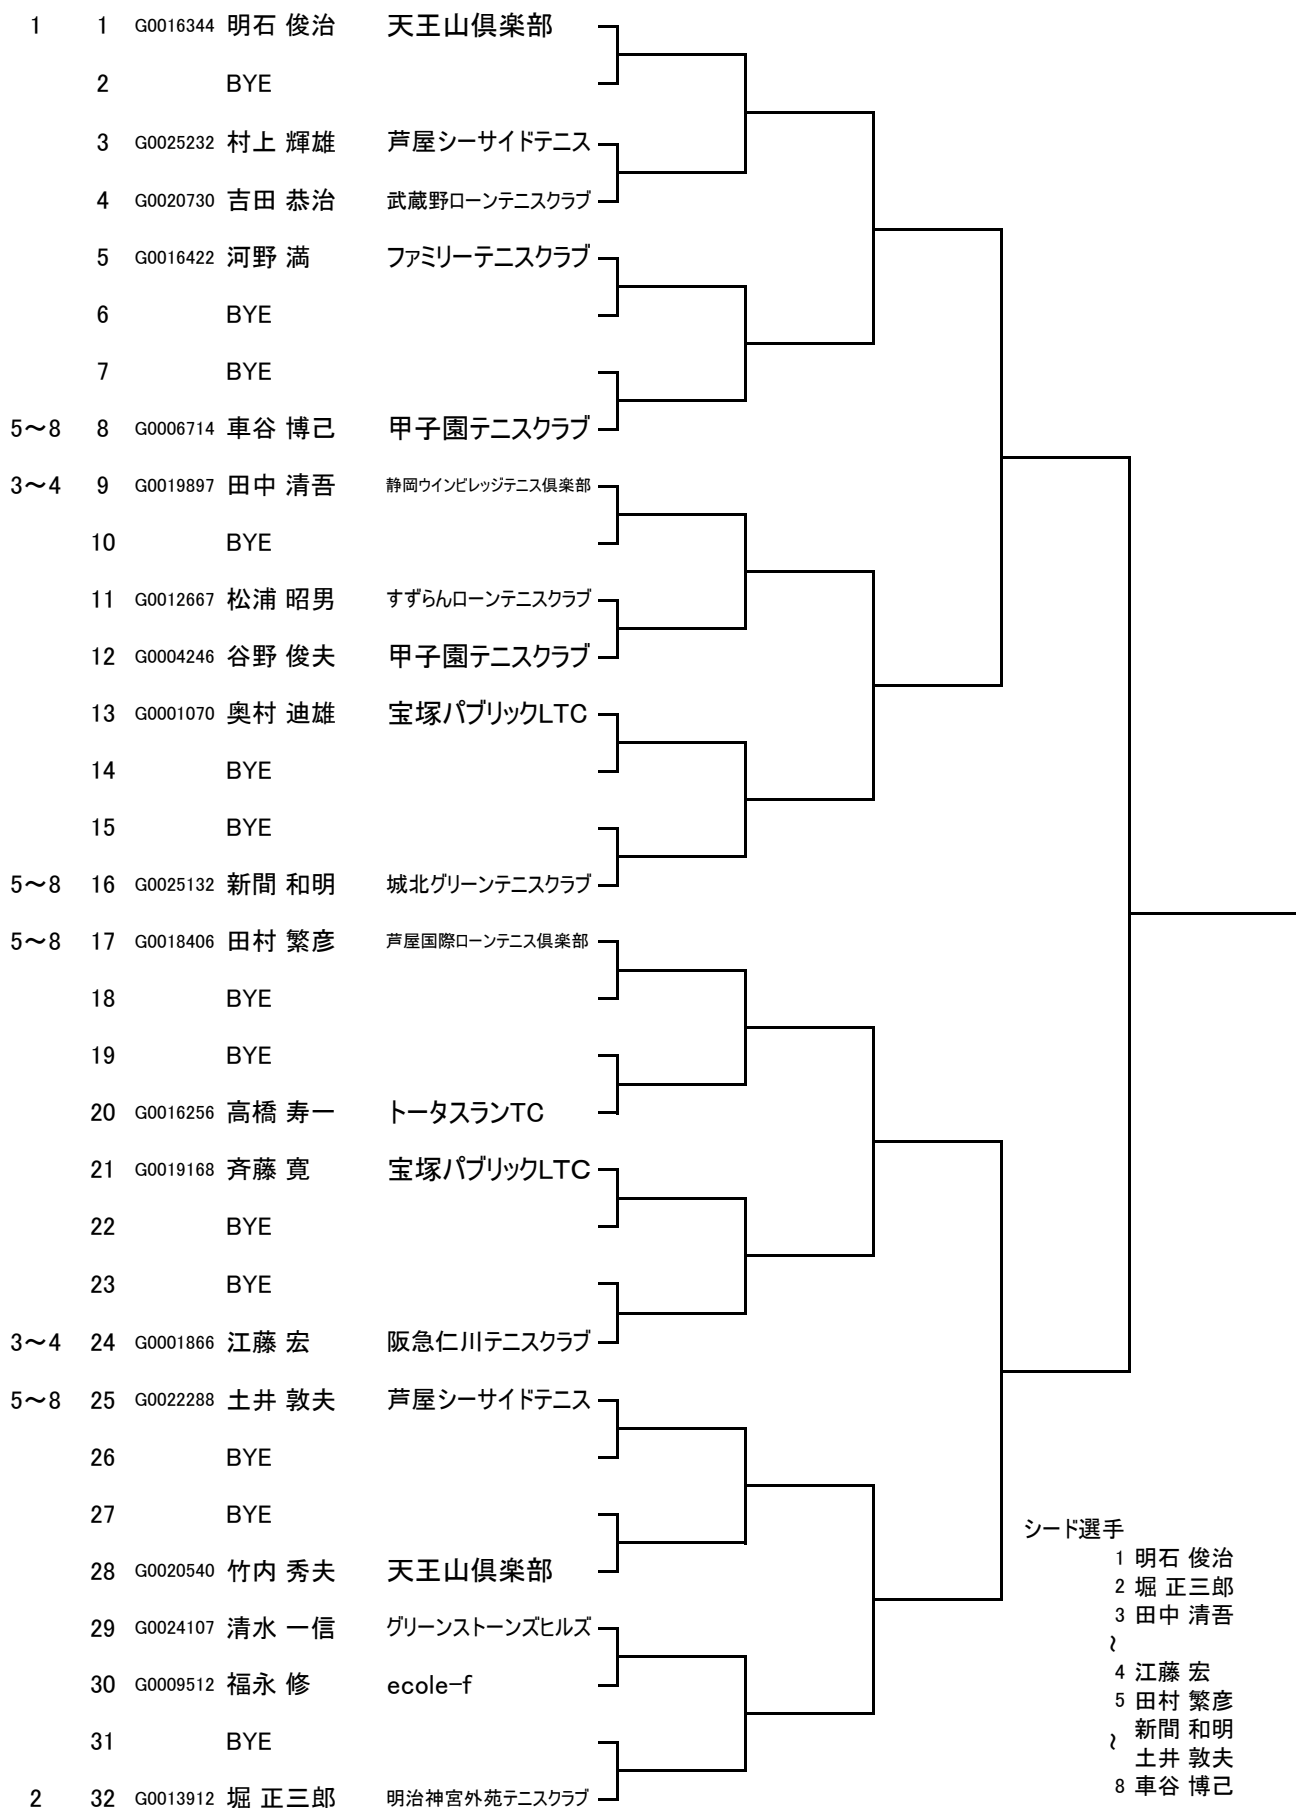 1 1 G0016344 明石 俊治 天王山倶楽部
2 BYE
3 G0025232 村上 輝雄 芦屋シーサイドテニス
4 G0020730 吉田 恭治 武蔵野ローンテニスクラブ
5 G0016422 河野 満 ファミリーテニスクラブ
6 BYE
7 BYE
5～8 8 G0006714 車谷 博己 甲子園テニスクラブ
3～4 9 G0019897 田中 清吾 静岡ウインビレッジテニス倶楽部
10 BYE
11 G0012667 松浦 昭男 すずらんローンテニスクラブ
12 G0004246 谷野 俊夫 甲子園テニスクラブ
13 G0001070 奥村 迪雄 宝塚パブリックLTC
14 BYE
15 BYE
5～8 16 G0025132 新間 和明 城北グリーンテニスクラブ
5～8 17 G0018406 田村 繁彦 芦屋国際ローンテニス倶楽部
18 BYE
19 BYE
20 G0016256 高橋 寿一 トータスランTC
21 G0019168 斉藤 寛 宝塚パブリックLTC
22 BYE
23 BYE
3～4 24 G0001866 江藤 宏 阪急仁川テニスクラブ
5～8 25 G0022288 土井 敦夫 芦屋シーサイドテニス
26 BYE
27 BYE
28 G0020540 竹内 秀夫 天王山倶楽部
29 G0024107 清水 一信 グリーンストーンズヒルズ
30 G0009512 福永 修 ecole-f
31 BYE
2 32 G0013912 堀 正三郎 明治神宮外苑テニスクラブ
シード選手
1 明石 俊治
2 堀 正三郎
3 田中 清吾
～
4 江藤 宏
5 田村 繁彦
新間 和明
～
土井 敦夫
8 車谷 博己